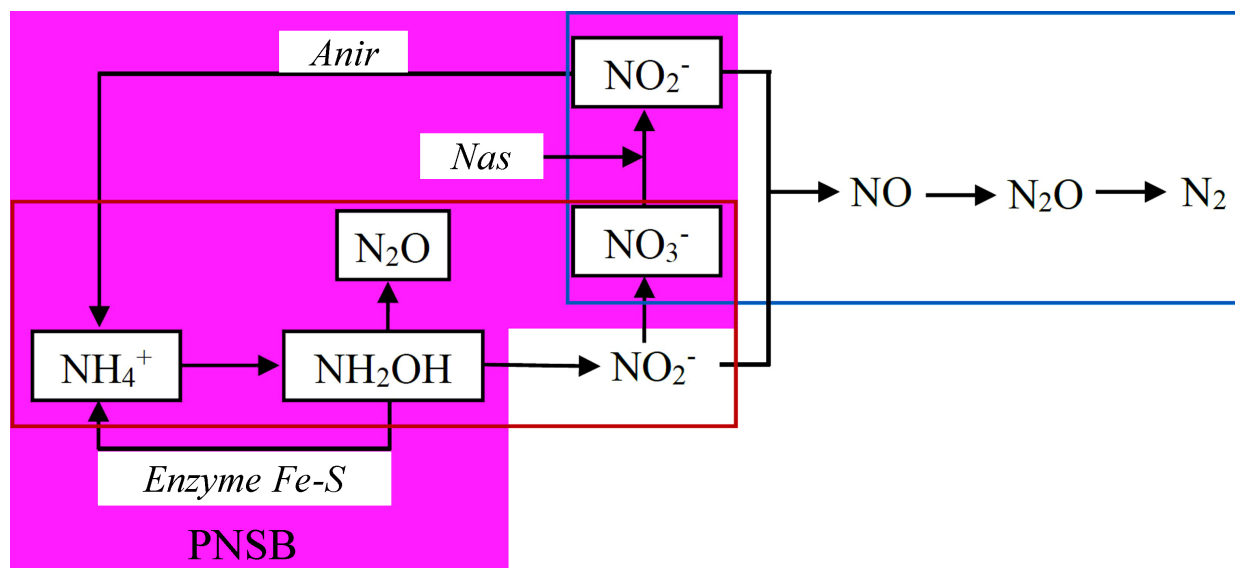 Anir
NO₂⁻
Nas
NO
N₂O
N₂
N₂O
NO₃⁻
NH₄⁺
NH₂OH
NO₂⁻
Enzyme Fe-S
PNSB